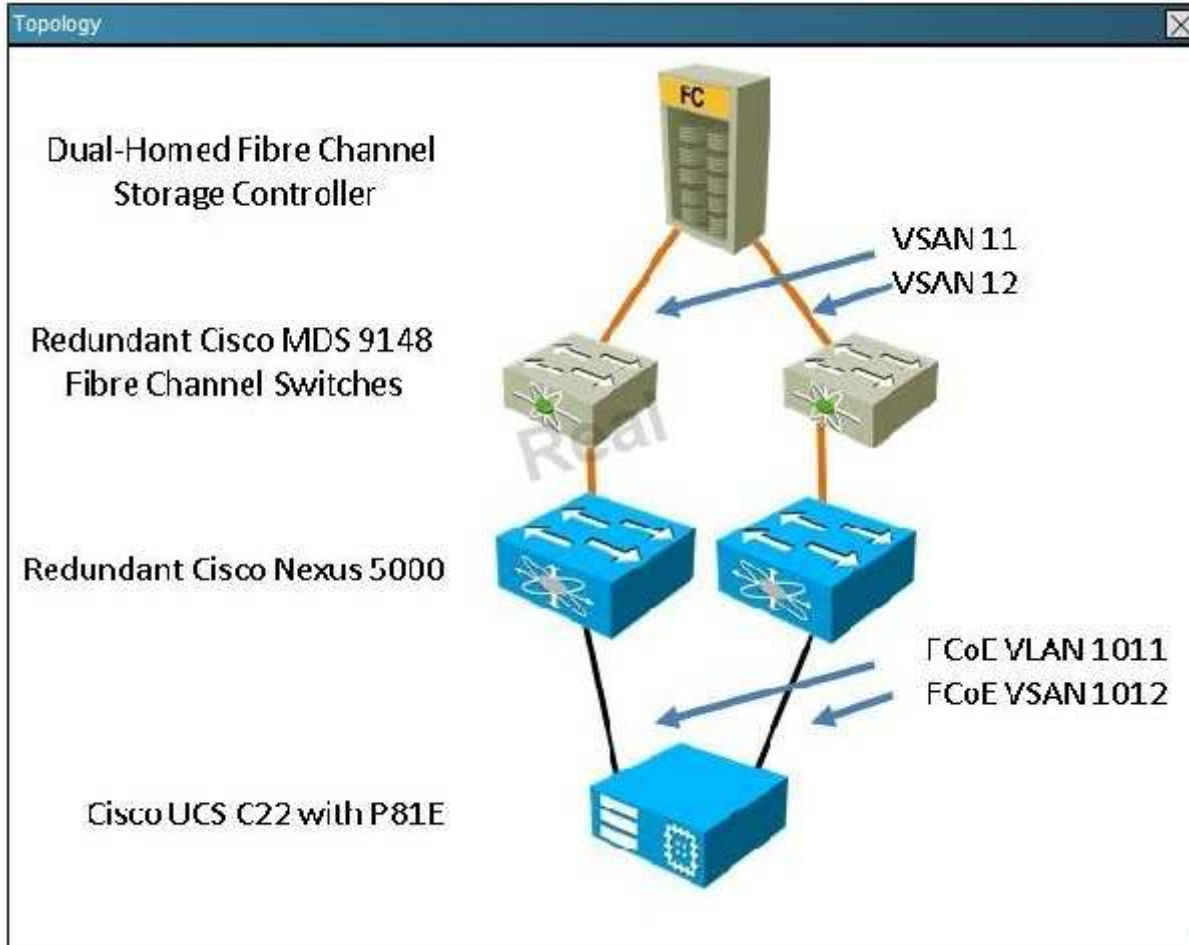 Topology
FC
Dual-Homed Fibre Channel
Storage Controller
VSAN 11
VSAN 12
Redundant Cisco MDS 9148
Fibre Channel Switches
Real
Redundant Cisco Nexus 5000
FCoE VLAN 1011
FCoE VSAN 1012
Cisco UCS C22 with P81E